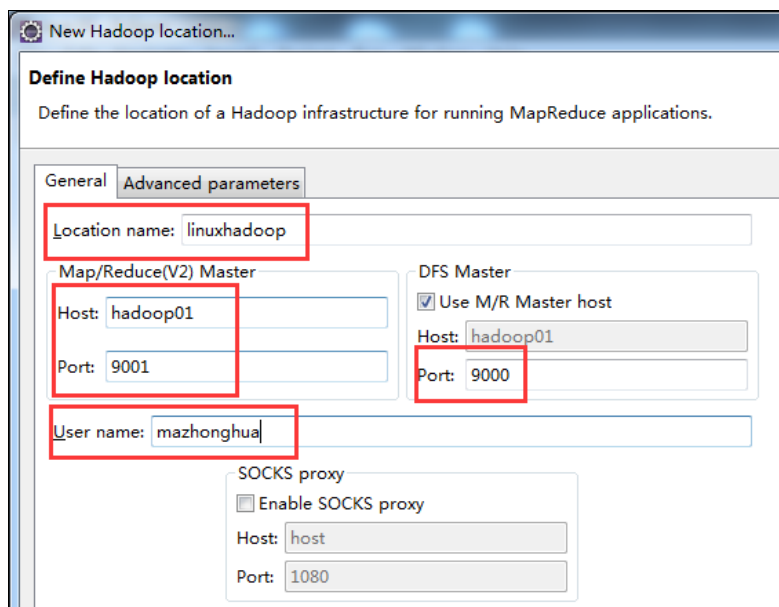 New Hadoop location...
Define Hadoop location
Define the location of a Hadoop infrastructure for running MapReduce applications.
General
Advanced parameters
Location name: linuxhadoop
Map/Reduce(V2) Master
Host: hadoop01
Port: 9001
DFS Master
Use M/R Master host
Host: hadoop01
Port: 9000
User name: mazhonghua
SOCKS proxy
Enable SOCKS proxy
Host: host
Port: 1080